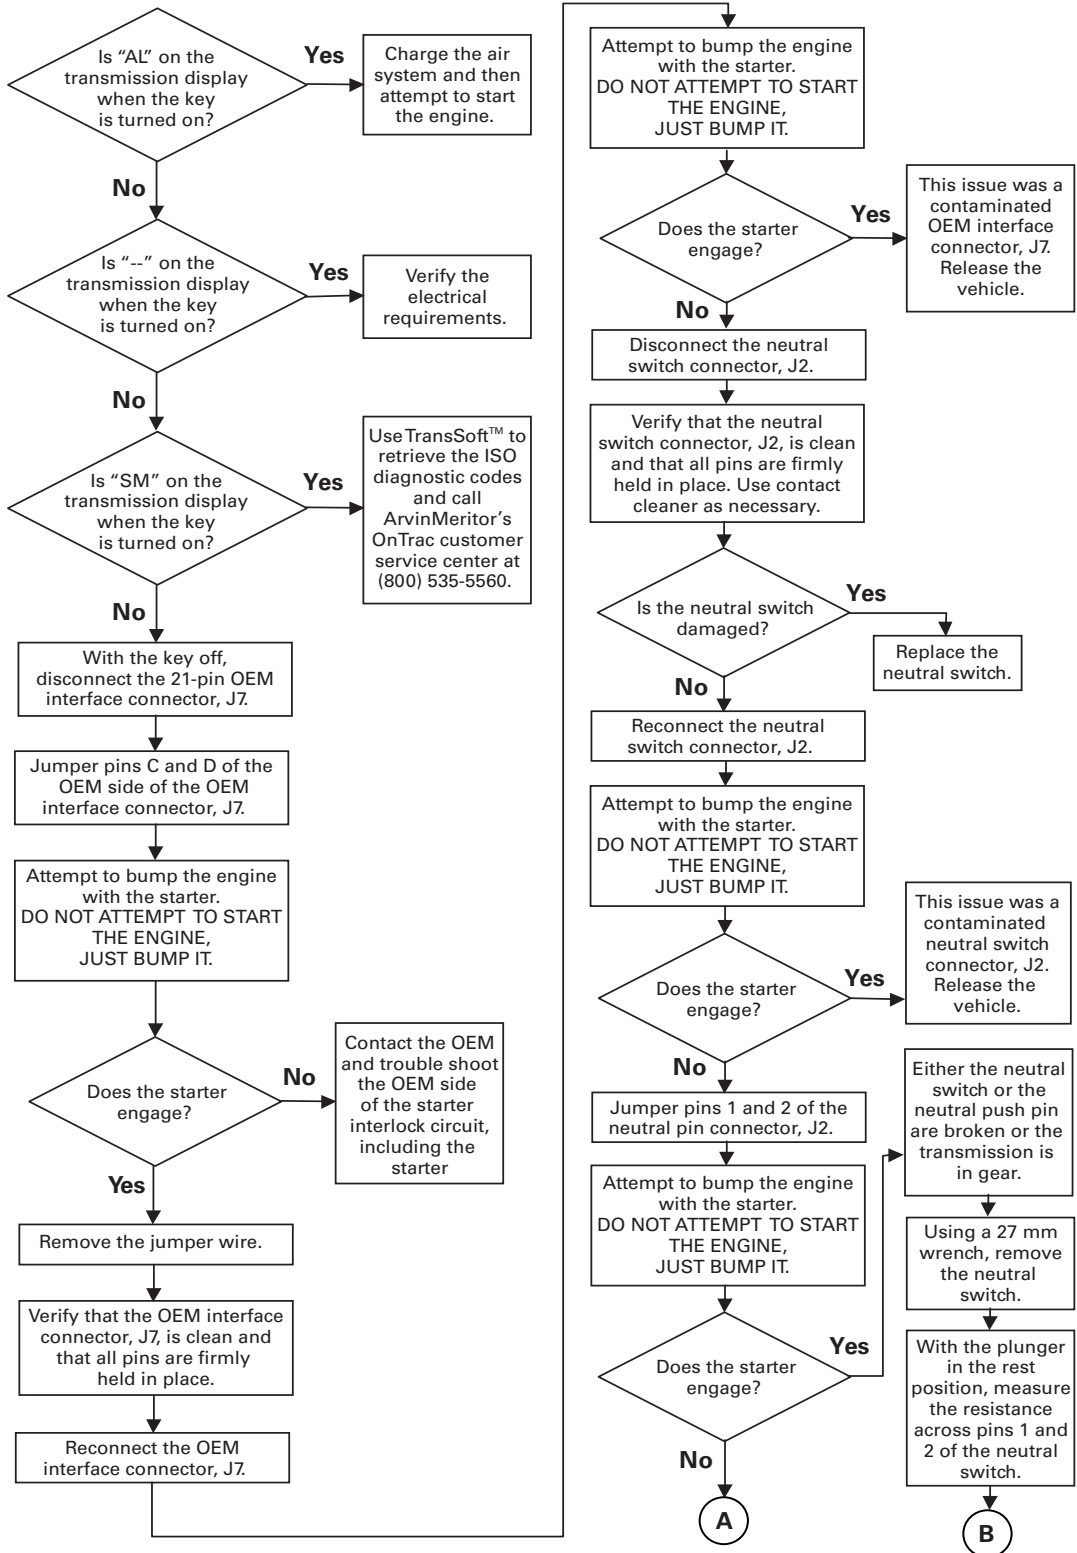 Is “AL” on the
transmission display
when the key
is turned on?
Yes
Charge the air
system and then
attempt to start
the engine.
No
Is “--” on the
transmission display
when the key
is turned on?
Yes
Verify the
electrical
requirements.
No
Is “SM” on the
transmission display
when the key
is turned on?
Yes
Use TransSoft™ to
retrieve the ISO
diagnostic codes
and call
ArvinMeritor’s
OnTrac customer
service center at
(800) 535-5560.
No
With the key off,
disconnect the 21-pin OEM
interface connector, J7.
Jumper pins C and D of the
OEM side of the OEM
interface connector, J7.
Attempt to bump the engine
with the starter.
DO NOT ATTEMPT TO START
THE ENGINE,
JUST BUMP IT.
Does the starter
engage?
No
Contact the OEM
and trouble shoot
the OEM side
of the starter
interlock circuit,
including the
starter
Yes
Remove the jumper wire.
Verify that the OEM interface
connector, J7, is clean and
that all pins are firmly
held in place.
Reconnect the OEM
interface connector, J7.
Attempt to bump the engine
with the starter.
DO NOT ATTEMPT TO START
THE ENGINE,
JUST BUMP IT.
Does the starter
engage?
Yes
This issue was a
contaminated
OEM interface
connector, J7.
Release the
vehicle.
No
Disconnect the neutral
switch connector, J2.
Verify that the neutral
switch connector, J2, is clean
and that all pins are firmly
held in place. Use contact
cleaner as necessary.
Is the neutral switch
damaged?
Yes
Replace the
neutral switch.
No
Reconnect the neutral
switch connector, J2.
Attempt to bump the engine
with the starter.
DO NOT ATTEMPT TO START
THE ENGINE,
JUST BUMP IT.
Does the starter
engage?
Yes
This issue was a
contaminated
neutral switch
connector, J2.
Release the
vehicle.
No
Jumper pins 1 and 2 of the
neutral pin connector, J2.
Attempt to bump the engine
with the starter.
DO NOT ATTEMPT TO START
THE ENGINE,
JUST BUMP IT.
Does the starter
engage?
Yes
Either the neutral
switch or the
neutral push pin
are broken or the
transmission is
in gear.
Using a 27 mm
wrench, remove
the neutral
switch.
With the plunger
in the rest
position, measure
the resistance
across pins 1 and
2 of the neutral
switch.
No
A
B